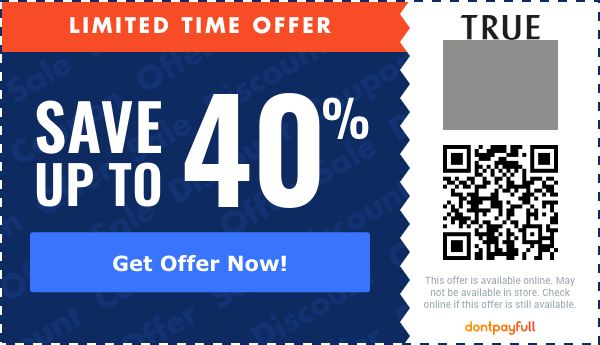 LIMITED TIME OFFER
SAVE
UP TO
40%
Get Offer Now!
TRUE
This offer is available online. May
not be available in store. Check
online if this offer is still available.
dontpayfull